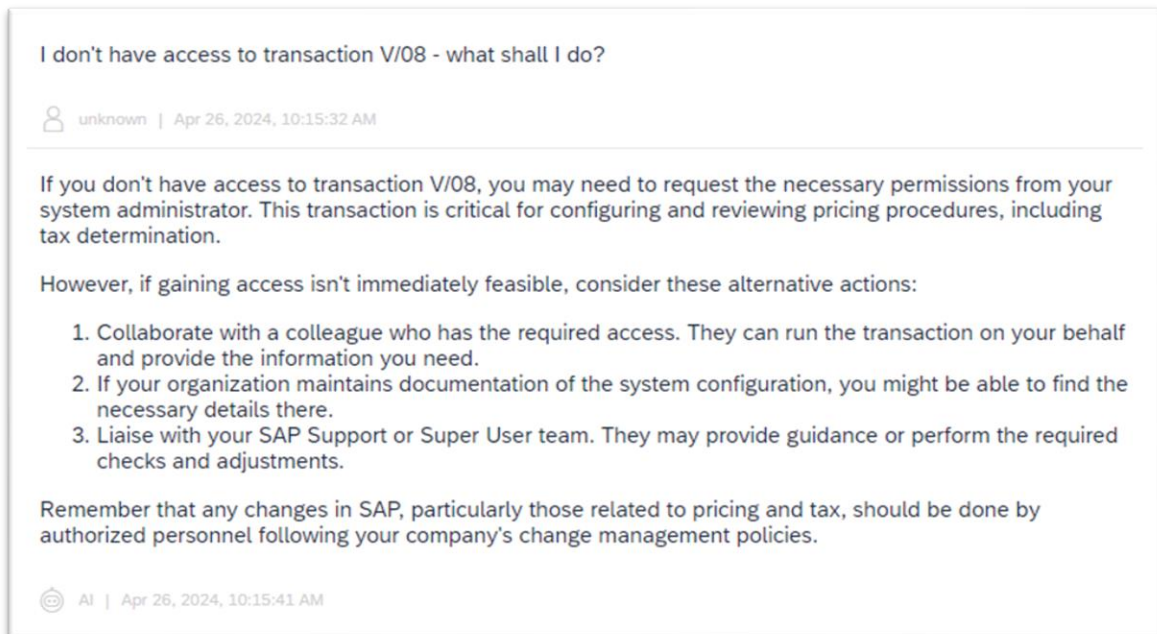 I don't have access to transaction V/08 - what shall I do?
unknown | Apr 26, 2024, 10:15:32 AM
If you don't have access to transaction V/08, you may need to request the necessary permissions from your
system administrator. This transaction is critical for configuring and reviewing pricing procedures, including
tax determination.
However, if gaining access isn't immediately feasible, consider these alternative actions:
1. Collaborate with a colleague who has the required access. They can run the transaction on your behalf
and provide the information you need.
2. If your organization maintains documentation of the system configuration, you might be able to find the
necessary details there.
3. Liaise with your SAP Support or Super User team. They may provide guidance or perform the required
checks and adjustments.
Remember that any changes in SAP, particularly those related to pricing and tax, should be done by
authorized personnel following your company's change management policies.
AI | Apr 26, 2024, 10:15:41 AM